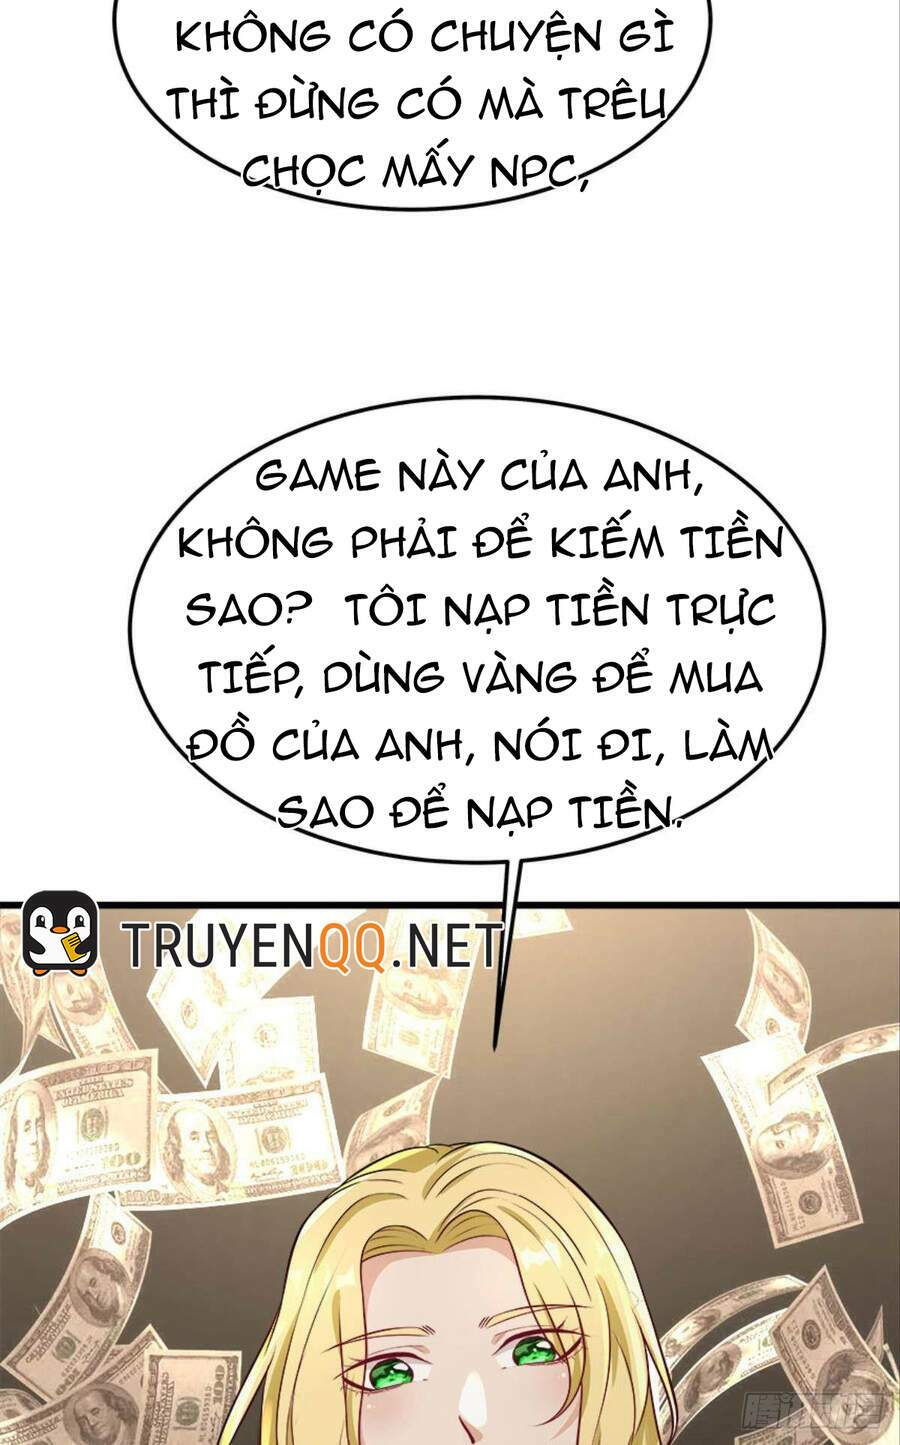 KHÔNG CÓ CHUYỆN GÌ
THÌ ĐỪNG CÓ MÀ TRÊU
CHỌC MẤY NPC,
GAME NÀY CỦA ANH,
KHÔNG PHẢI ĐỂ KIẾM TIỀN
SAO? TÔI NẠP TIỀN TRỰC
TIẾP, DÙNG VÀNG ĐỂ MUA
ĐỒ CỦA ANH, NÓI ĐI, LÀM
SAO ĐỂ NẠP TIỀN.
TRUYENQQ.NET
100